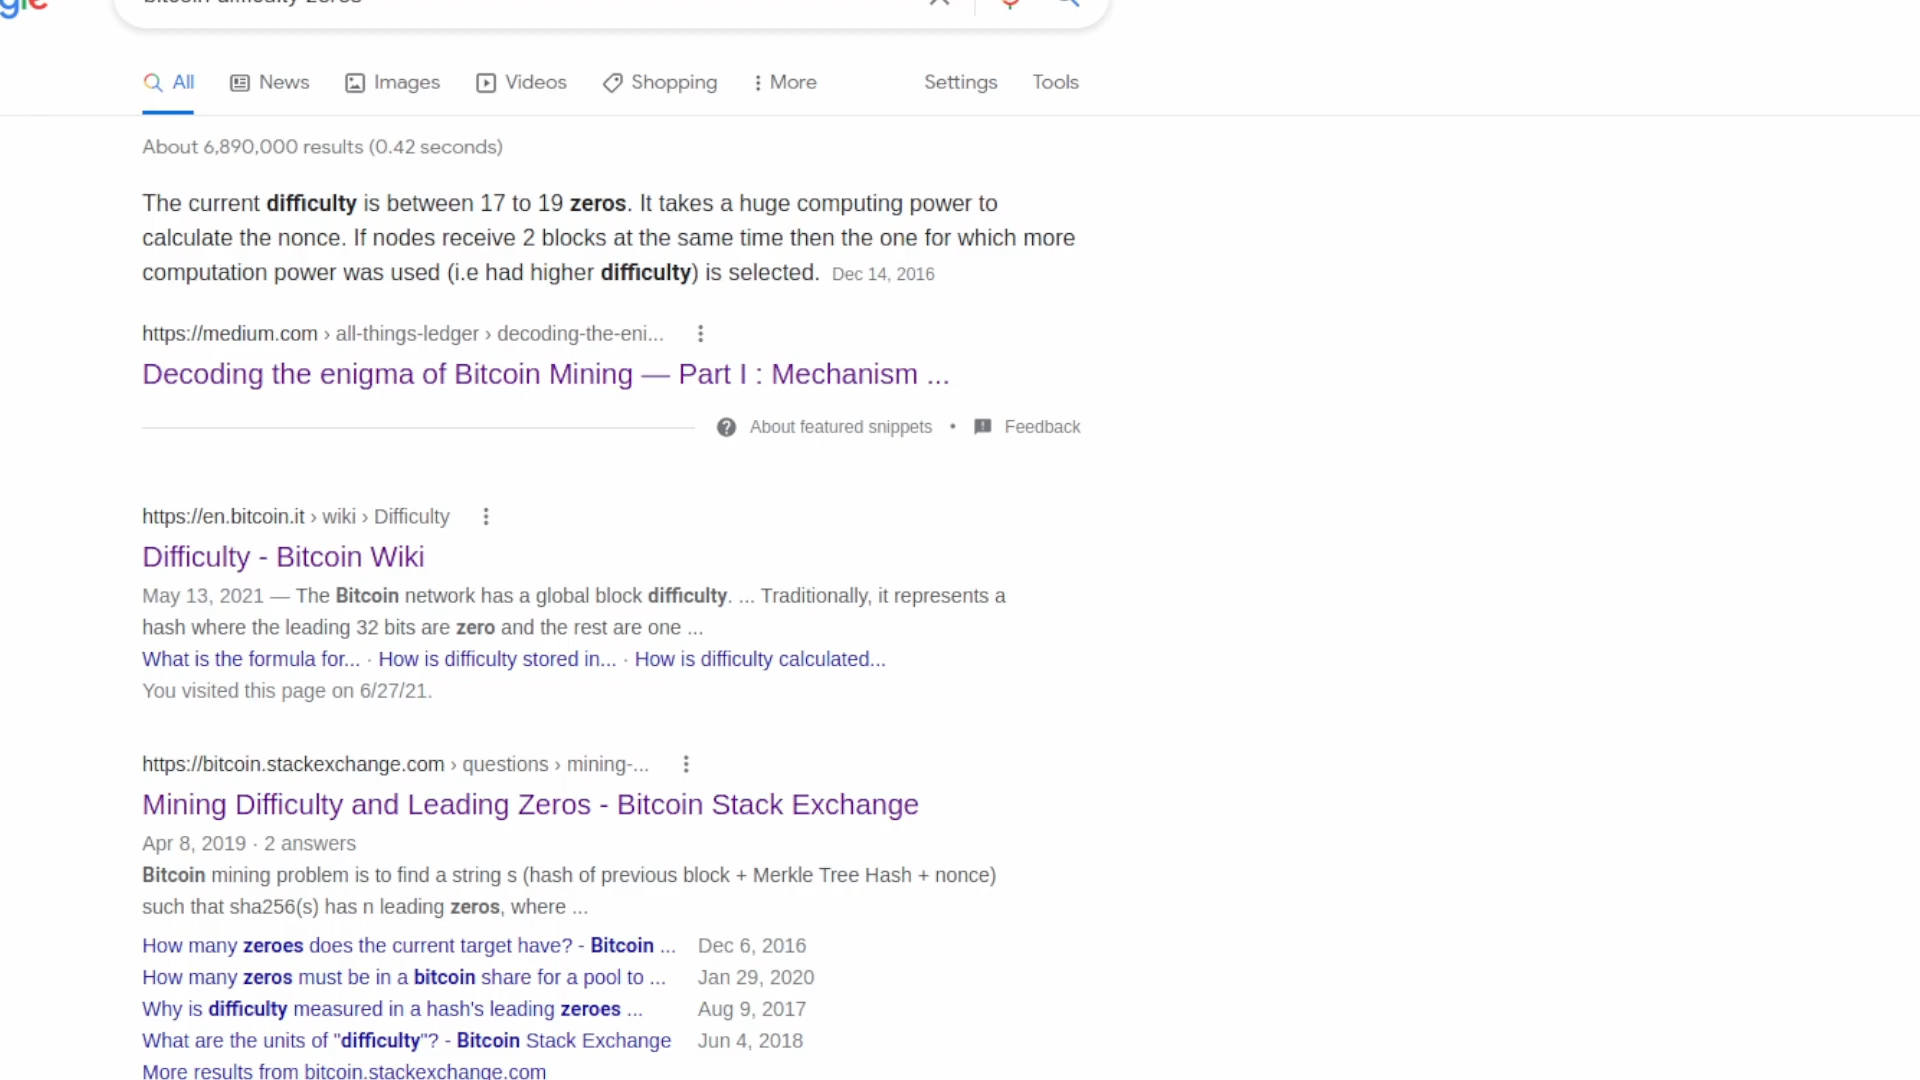 bitcoin difficulty zeros
All News Images Videos Shopping More Settings Tools
About 6,890,000 results (0.42 seconds)
The current difficulty is between 17 to 19 zeros. It takes a huge computing power to
calculate the nonce. If nodes receive 2 blocks at the same time then the one for which more
computation power was used (i.e had higher difficulty) is selected. Dec 14, 2016
https://medium.com › all-things-ledger › decoding-the-eni...
Decoding the enigma of Bitcoin Mining — Part I : Mechanism ...
About featured snippets • Feedback
https://en.bitcoin.it › wiki › Difficulty
Difficulty - Bitcoin Wiki
May 13, 2021 — The Bitcoin network has a global block difficulty. ... Traditionally, it represents a
hash where the leading 32 bits are zero and the rest are one ...
What is the formula for... · How is difficulty stored in... · How is difficulty calculated...
You visited this page on 6/27/21.
https://bitcoin.stackexchange.com › questions › mining-...
Mining Difficulty and Leading Zeros - Bitcoin Stack Exchange
Apr 8, 2019 · 2 answers
Bitcoin mining problem is to find a string s (hash of previous block + Merkle Tree Hash + nonce)
such that sha256(s) has n leading zeros, where ...
How many zeroes does the current target have? - Bitcoin ... Dec 6, 2016
How many zeros must be in a bitcoin share for a pool to ... Jan 29, 2020
Why is difficulty measured in a hash's leading zeroes ... Aug 9, 2017
What are the units of "difficulty"? - Bitcoin Stack Exchange Jun 4, 2018
More results from bitcoin.stackexchange.com